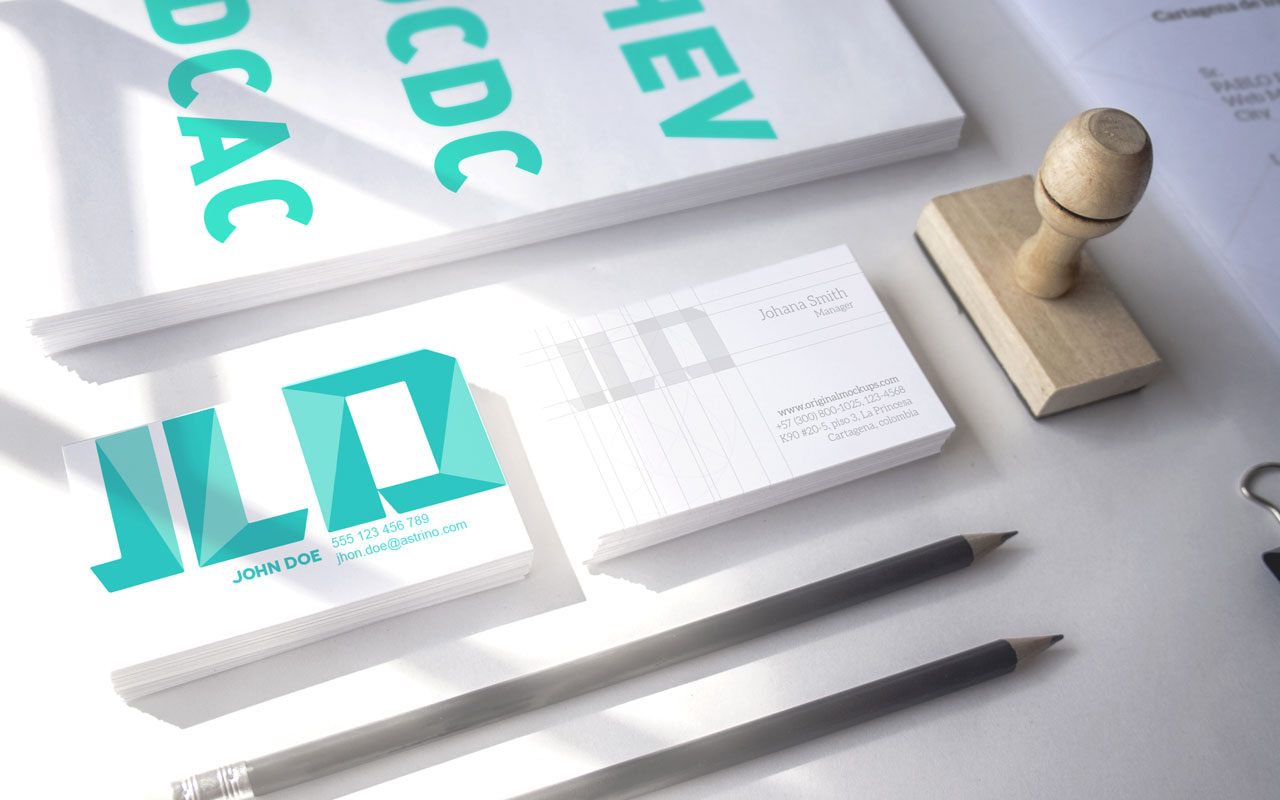 DCAC
DCDC
HEV
Cartagena de
Sr.
PABLO
Web
City
Johana Smith
Manager
www.originalmockups.com
+57 (300) 800-1025, 123-4568
K90 #20-5, piso 3, La Princesa
Cartagena, colombia
JOHN DOE
555 123 456 789
jhon.doe@astrino.com